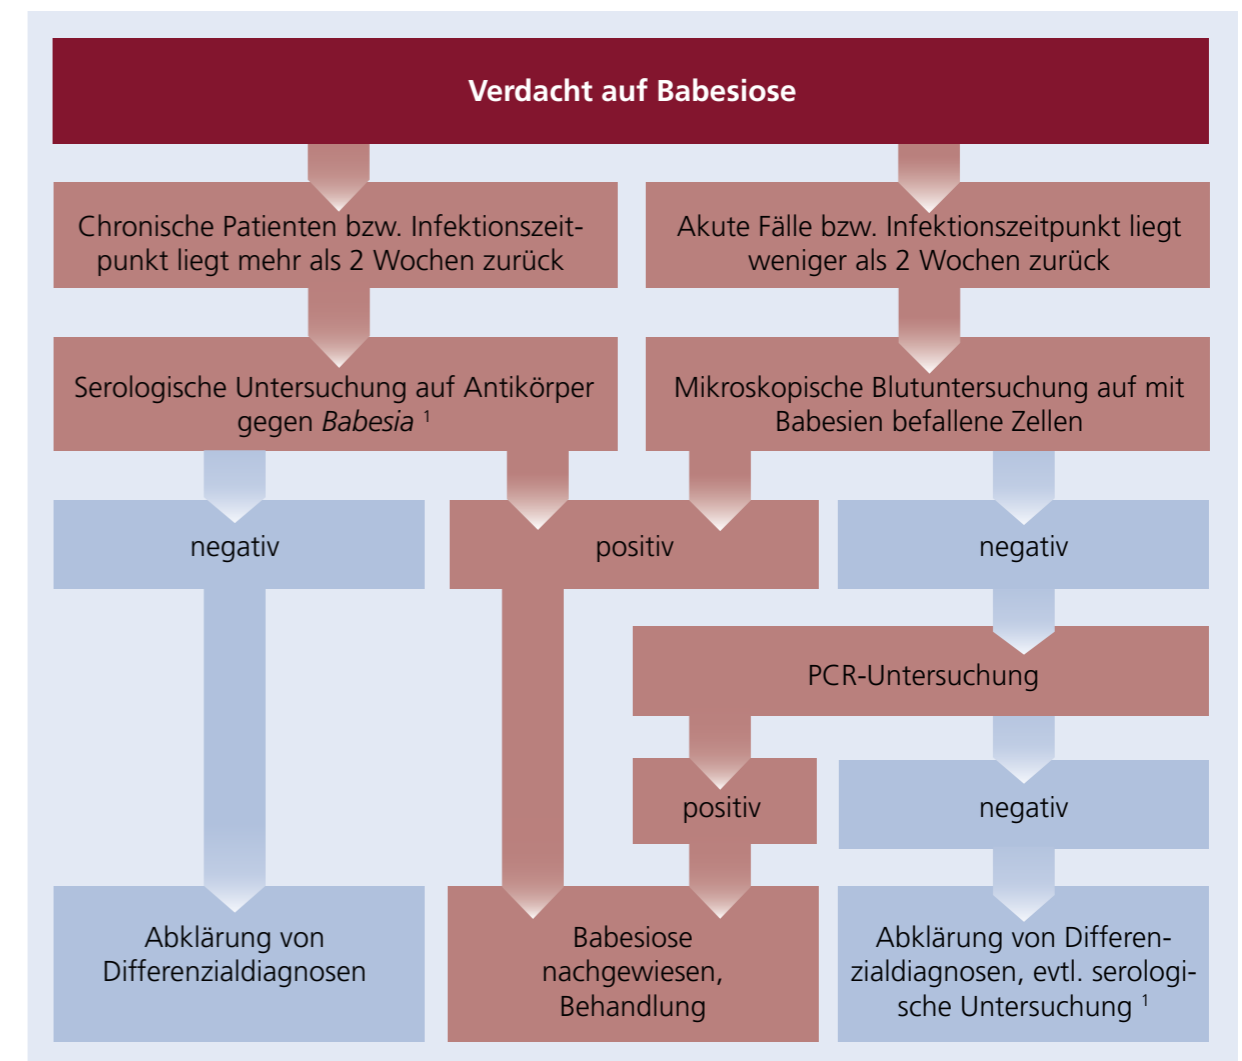 Verdacht auf Babesiose
Chronische Patienten bzw. Infektionszeit-
punkt liegt mehr als 2 Wochen zurück
Akute Fälle bzw. Infektionszeitpunkt liegt
weniger als 2 Wochen zurück
Serologische Untersuchung auf Antikörper
gegen Babesia ¹
Mikroskopische Blutuntersuchung auf mit
Babesien befallene Zellen
negativ
positiv
negativ
PCR-Untersuchung
positiv
negativ
Abklärung von
Differenzialdiagnosen
Babesiose
nachgewiesen,
Behandlung
Abklärung von Differen-
zialdiagnosen, evtl. serologi-
sche Untersuchung ¹